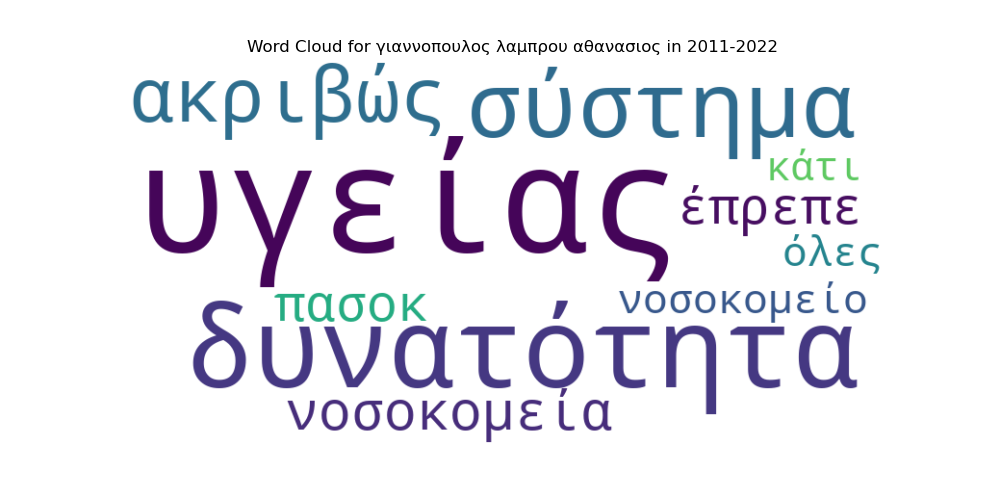 Word Cloud for γιαννοπουλος λαμπρου αθανασιος in 2011-2022
ακριβώς σύστημα
κάτι
υγείας έπρεπε
όλες
πασοκ νοσοκομείο
δυνατότητα
νοσοκομεία